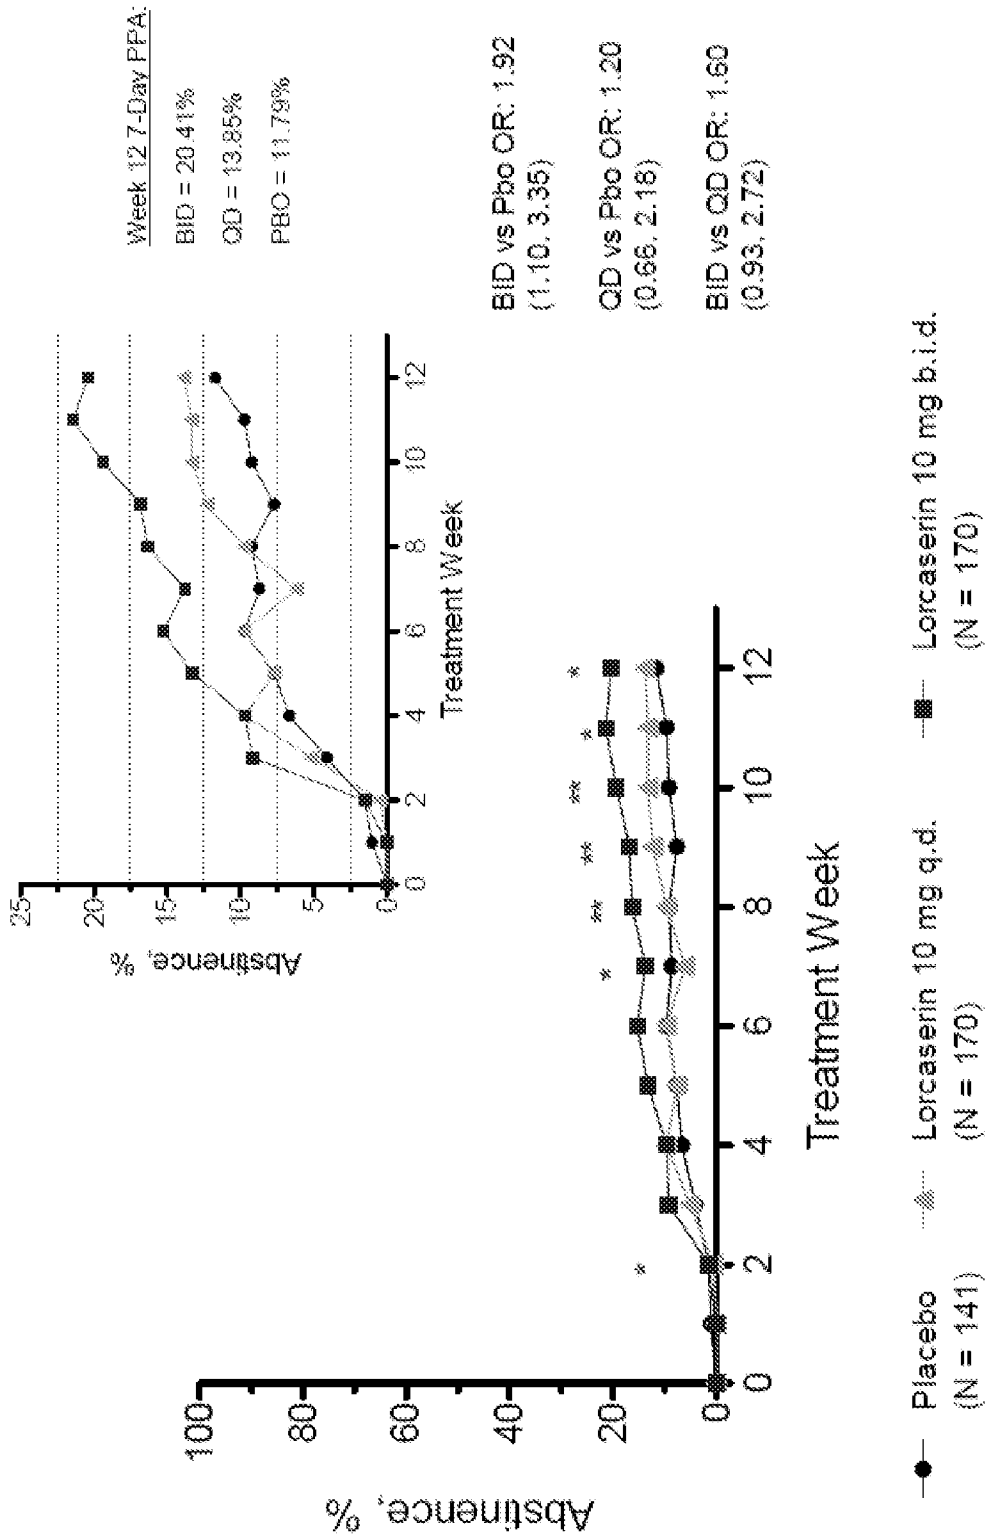 Week 12 7-Day PPA:
BID = 20.41%
QD = 13.85%
PBO = 11.79%
25
20
15
10
5
0
Abstinence, %
0
2
4
6
8
10
12
Treatment Week
BID vs Pbo OR: 1.92
(1.10, 3.35)
QD vs Pbo OR: 1.20
(0.66, 2.18)
BID vs QD OR: 1.60
(0.93, 2.72)
100
80
60
40
20
0
Abstinence, %
*
*
**
**
**
*
*
0
2
4
6
8
10
12
Treatment Week
Placebo
(N = 141)
Lorcaserin 10 mg q.d.
(N = 170)
Lorcaserin 10 mg b.i.d.
(N = 170)